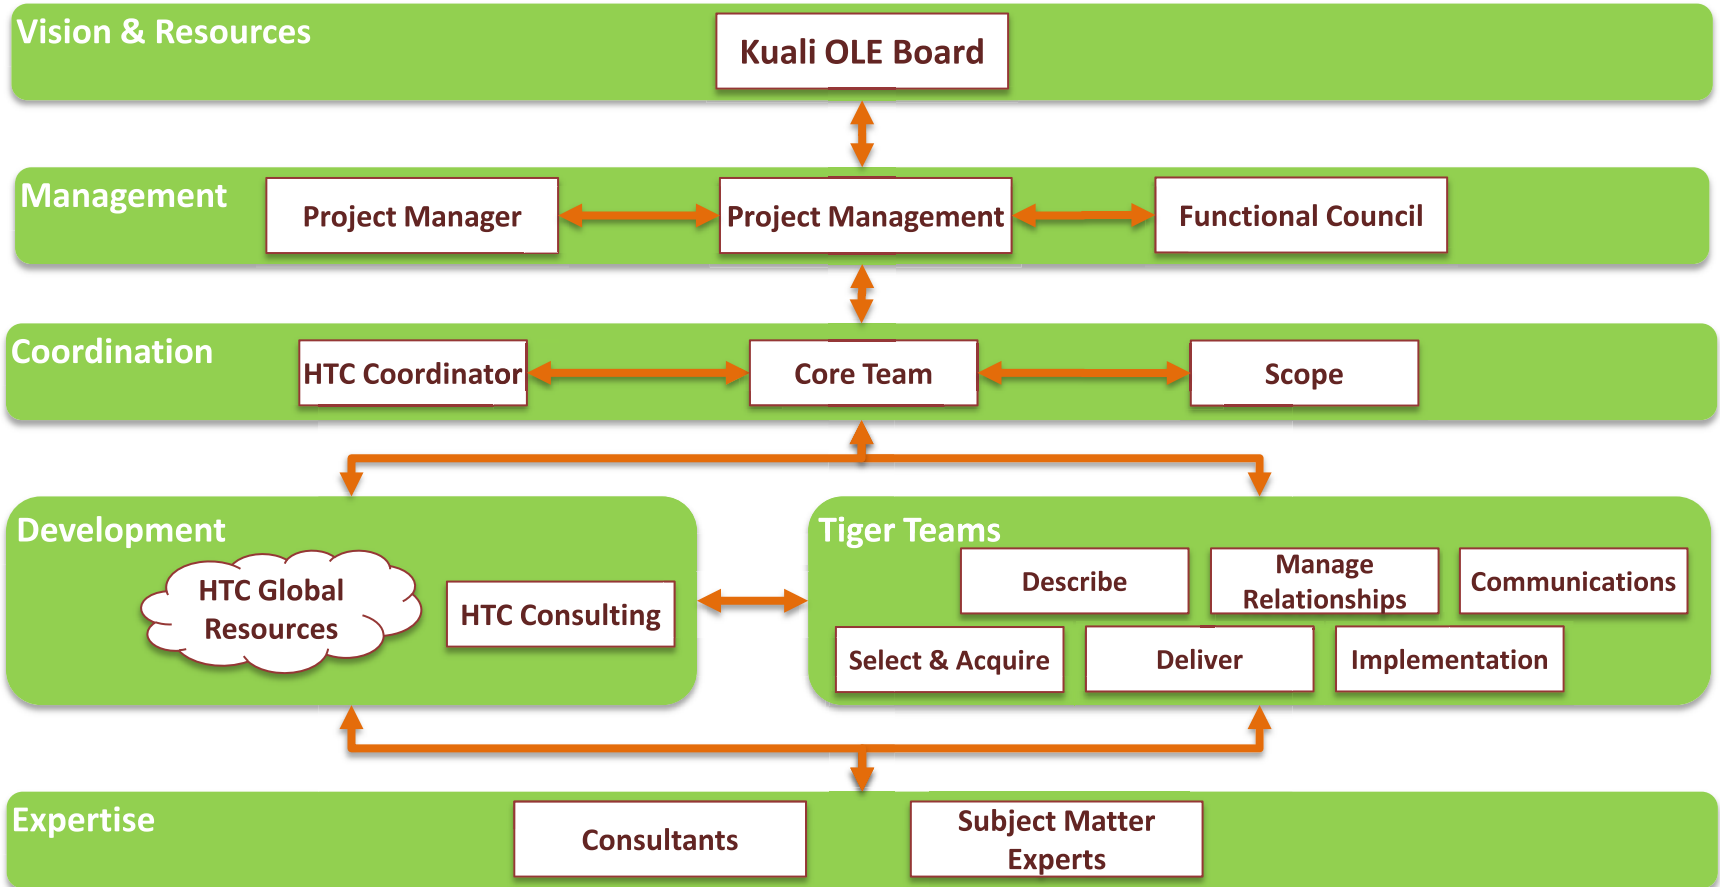 Vision & Resources
Kuali OLE Board
Management
Project Manager
Project Management
Functional Council
Coordination
HTC Coordinator
Core Team
Scope
Development
HTC Global
Resources
HTC Consulting
Tiger Teams
Describe
Manage
Relationships
Communications
Select & Acquire
Deliver
Implementation
Expertise
Consultants
Subject Matter
Experts